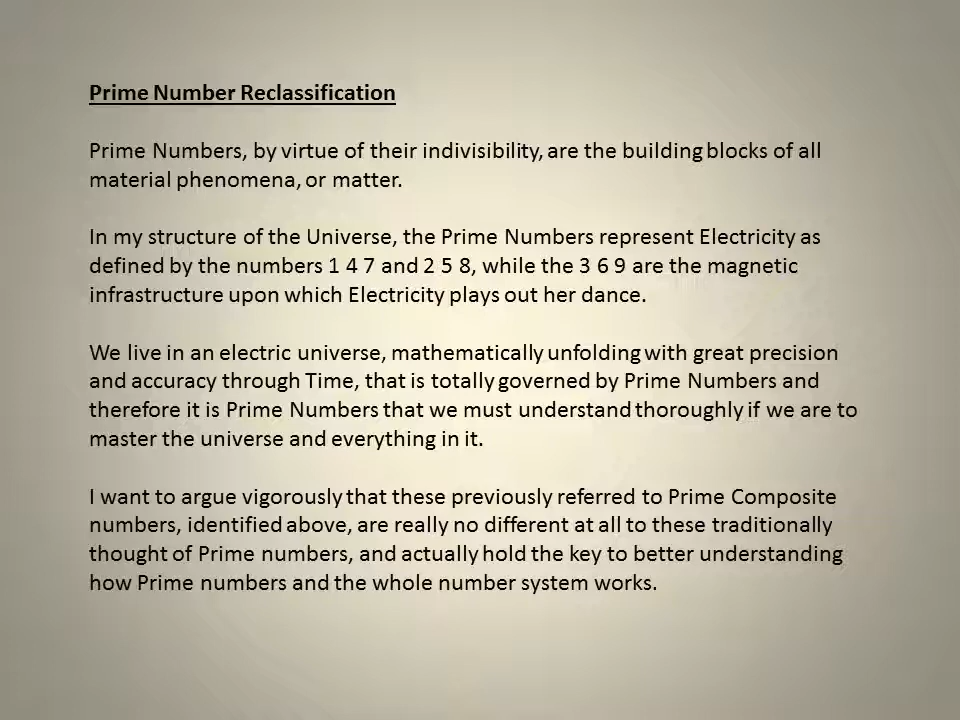 Prime Number Reclassification
Prime Numbers, by virtue of their indivisibility, are the building blocks of all
material phenomena, or matter.
In my structure of the Universe, the Prime Numbers represent Electricity as
defined by the numbers 1 4 7 and 2 5 8, while the 3 6 9 are the magnetic
infrastructure upon which Electricity plays out her dance.
We live in an electric universe, mathematically unfolding with great precision
and accuracy through Time, that is totally governed by Prime Numbers and
therefore it is Prime Numbers that we must understand thoroughly if we are to
master the universe and everything in it.
I want to argue vigorously that these previously referred to Prime Composite
numbers, identified above, are really no different at all to these traditionally
thought of Prime numbers, and actually hold the key to better understanding
how Prime numbers and the whole number system works.